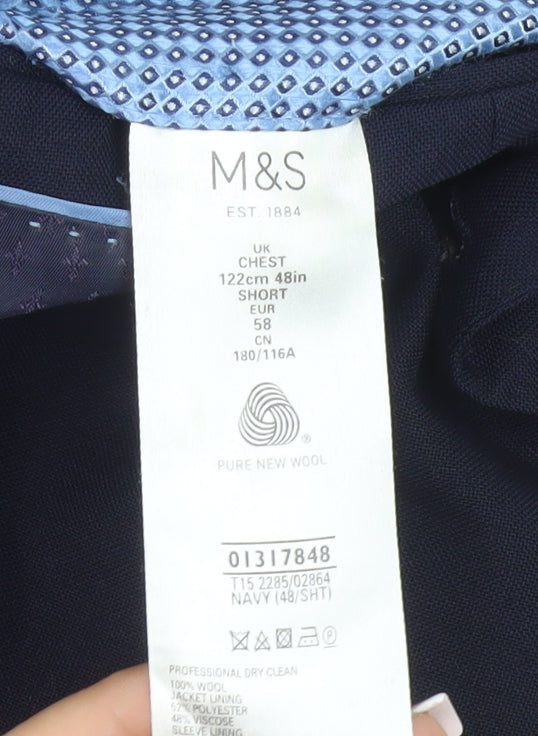 M&S
EST. 1884
UK
CHEST
122cm 48in
SHORT
EUR
58
CN
180/116A
®
PURE NEW WOOL
01317848
T15 2285/02864
NAVY (48/SHT)
P
PROFESSIONAL DRY CLEAN
100% WOOL
JACKET LINING
52% POLYESTER
48% VISCOSE
SLEEVE LINING